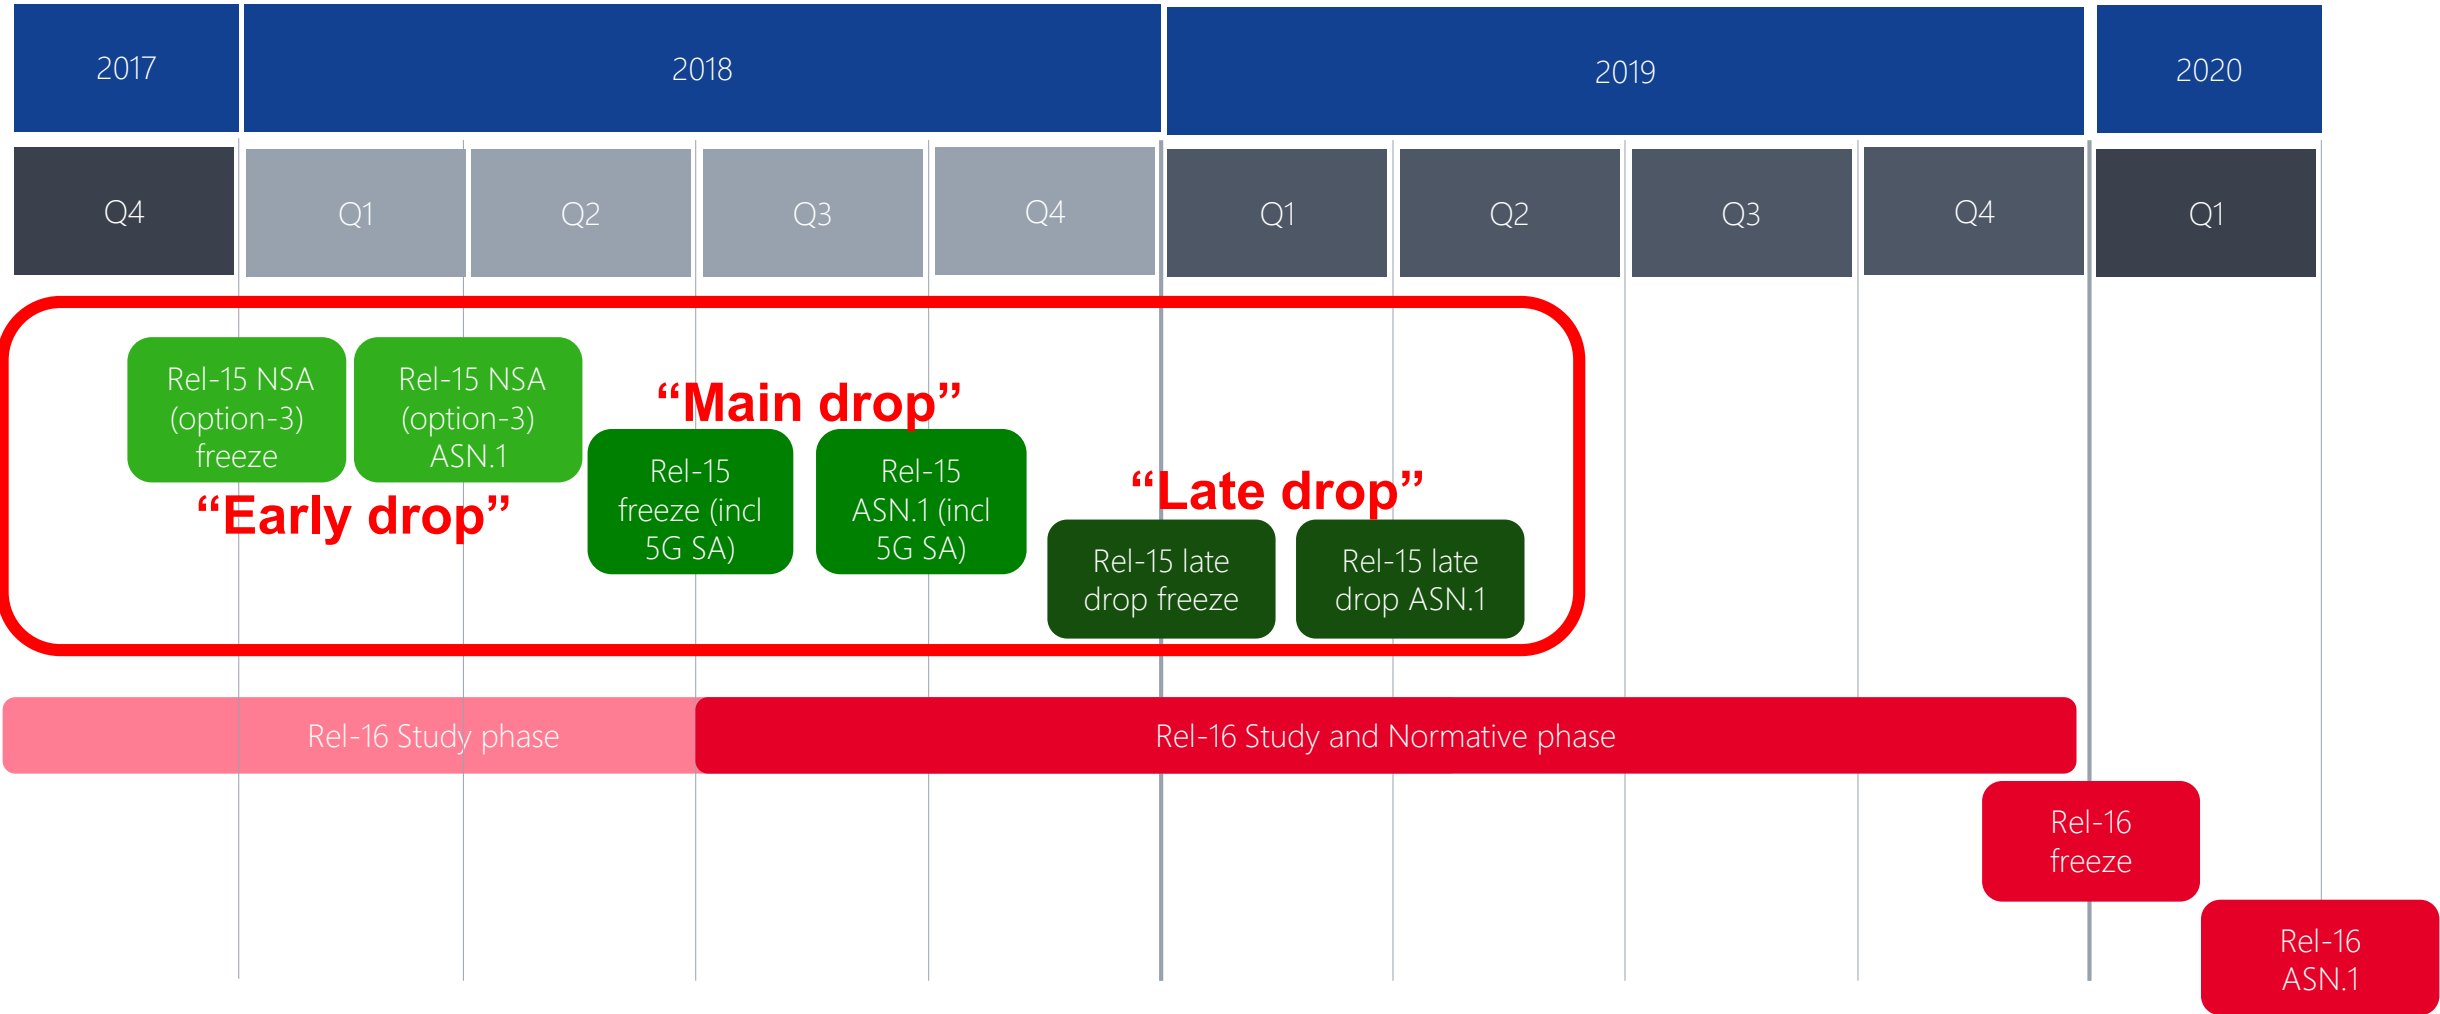 2017
2018
2019
2020
Q4
Q1
Q2
Q3
Q4
Q1
Q2
Q3
Q4
Q1
Rel-15 NSA
(option-3)
freeze
Rel-15 NSA
(option-3)
ASN.1
“Early drop”
“Main drop”
Rel-15
freeze (incl
5G SA)
Rel-15
ASN.1 (incl
5G SA)
“Late drop”
Rel-15 late
drop freeze
Rel-15 late
drop ASN.1
Rel-16 Study phase
Rel-16 Study and Normative phase
Rel-16
freeze
Rel-16
ASN.1